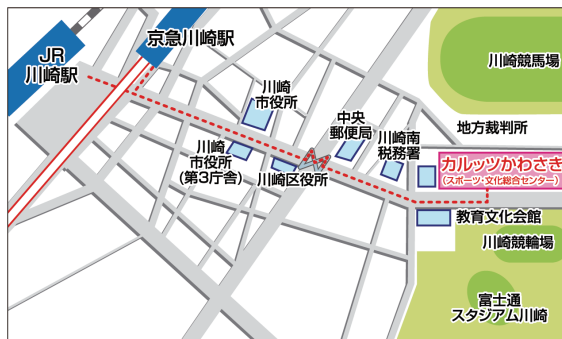 JR
川崎駅
京急川崎駅
川崎
市役所
川崎
市役所
(第3庁舎)
川崎区役所
中央
郵便局
川崎南
税務署
川崎競馬場
地方裁判所
カルッツかわさき
(スポーツ・文化総合センター)
教育文化会館
川崎競輪場
富士通
スタジアム川崎